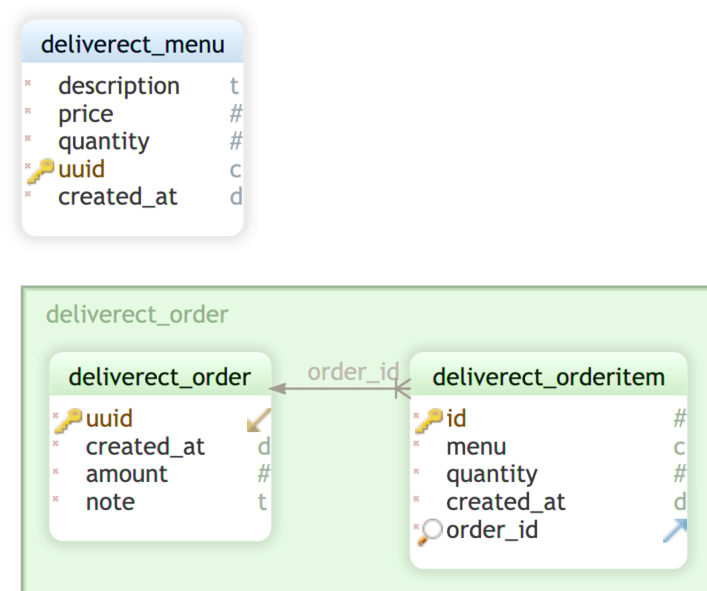 deliverect_menu
description t
price #
quantity #
uuid c
created_at d
deliverect_order
deliverect_order
uuid
created_at d
amount #
note t
order_id
deliverect_orderitem
id #
menu c
quantity #
created_at d
order_id